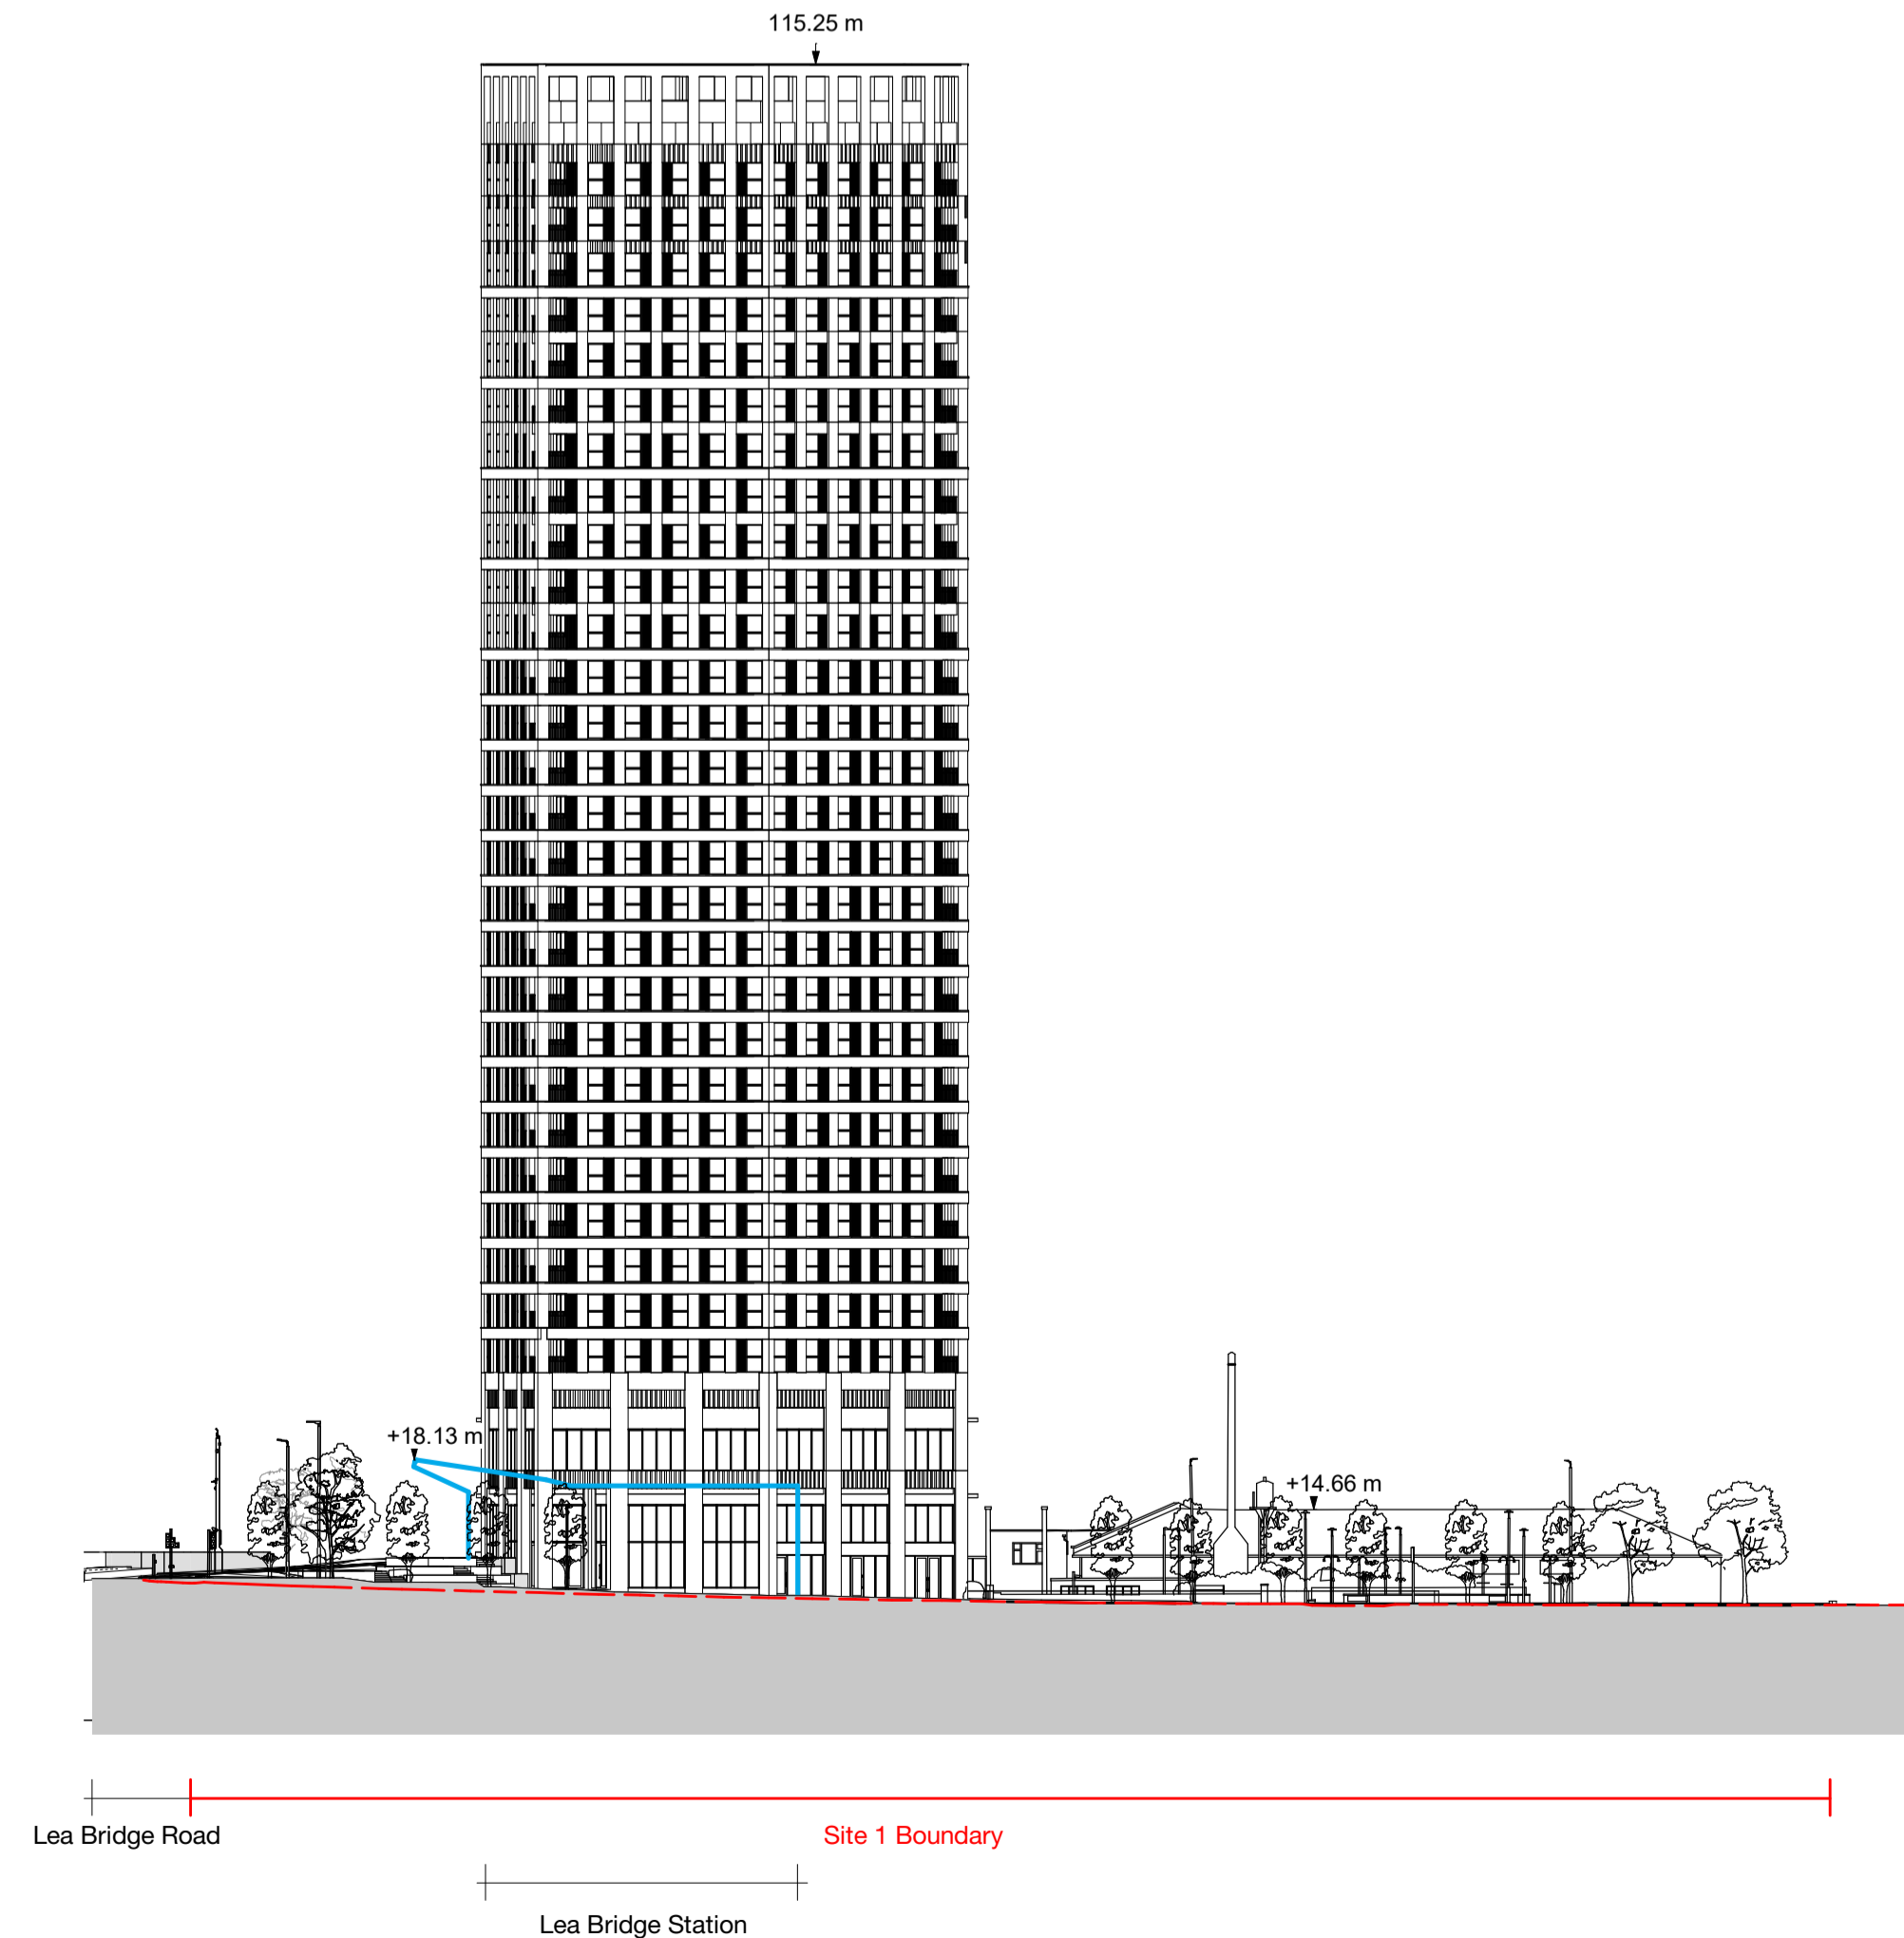 115.25 m
+18.13 m
+14.66 m
Lea Bridge Road
Site 1 Boundary
Lea Bridge Station